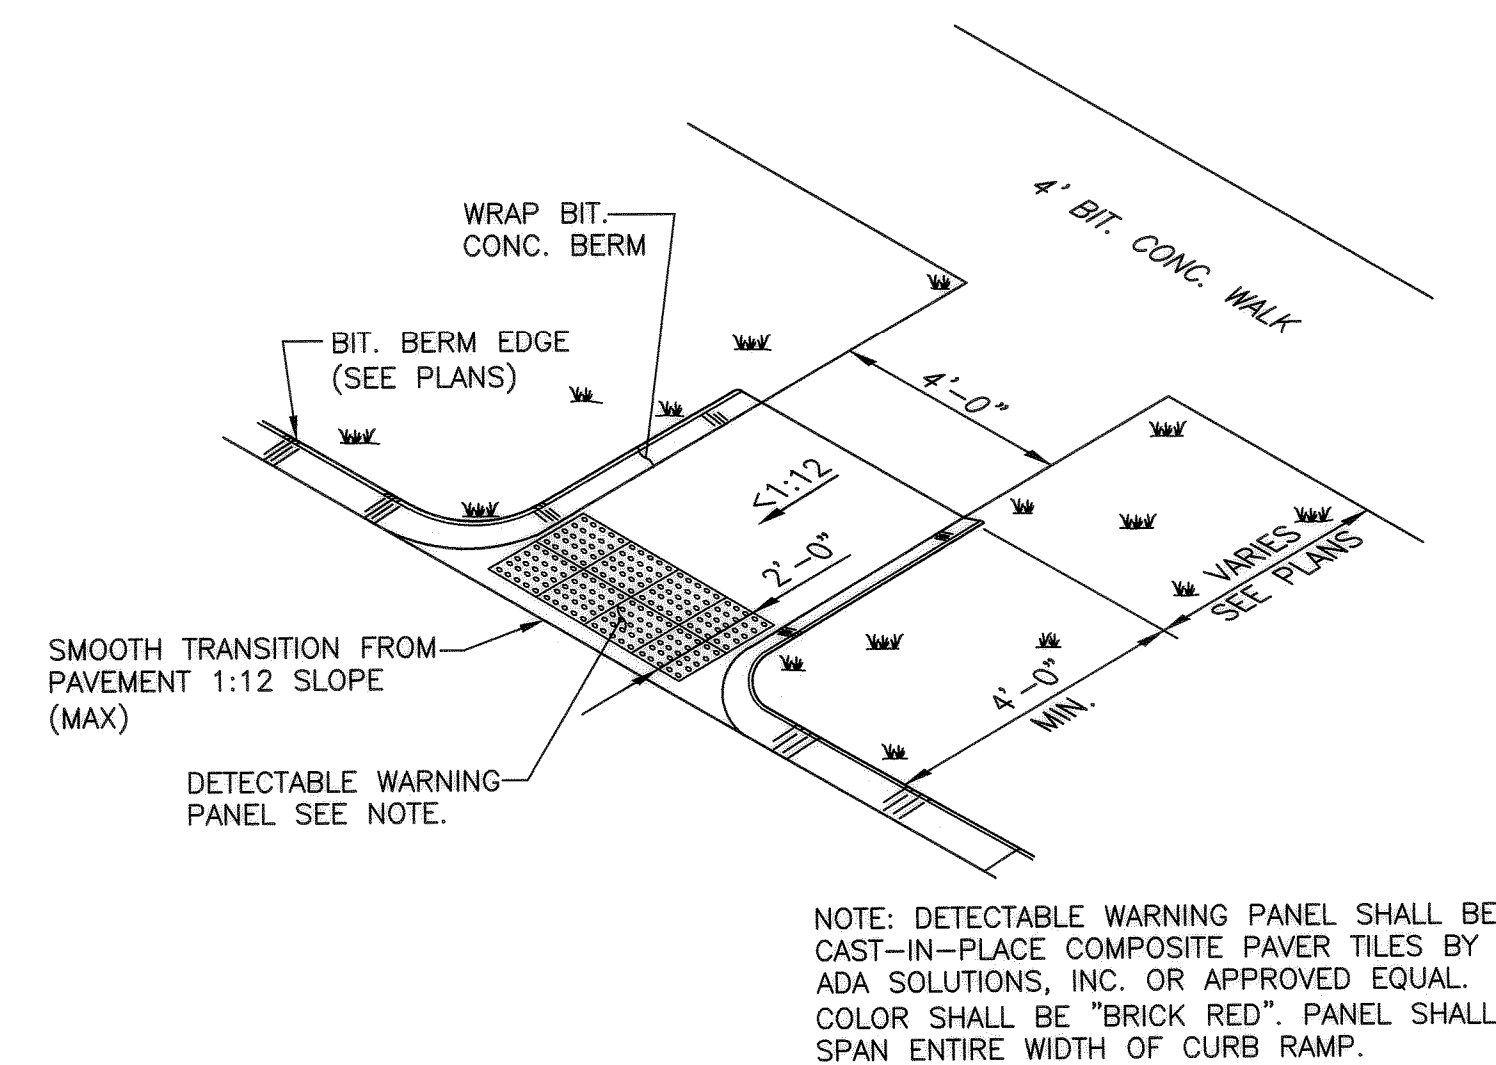 4' BIT. CONC. WALK
WRAP BIT.
CONC. BERM
BIT. BERM EDGE
(SEE PLANS)
4'-0"
<1:12
2'-0"
VARIES
SEE PLANS
4'-0"
MIN.
SMOOTH TRANSITION FROM
PAVEMENT 1:12 SLOPE
(MAX)
DETECTABLE WARNING
PANEL SEE NOTE.
NOTE: DETECTABLE WARNING PANEL SHALL BE
CAST-IN-PLACE COMPOSITE PAVER TILES BY
ADA SOLUTIONS, INC. OR APPROVED EQUAL.
COLOR SHALL BE "BRICK RED". PANEL SHALL
SPAN ENTIRE WIDTH OF CURB RAMP.